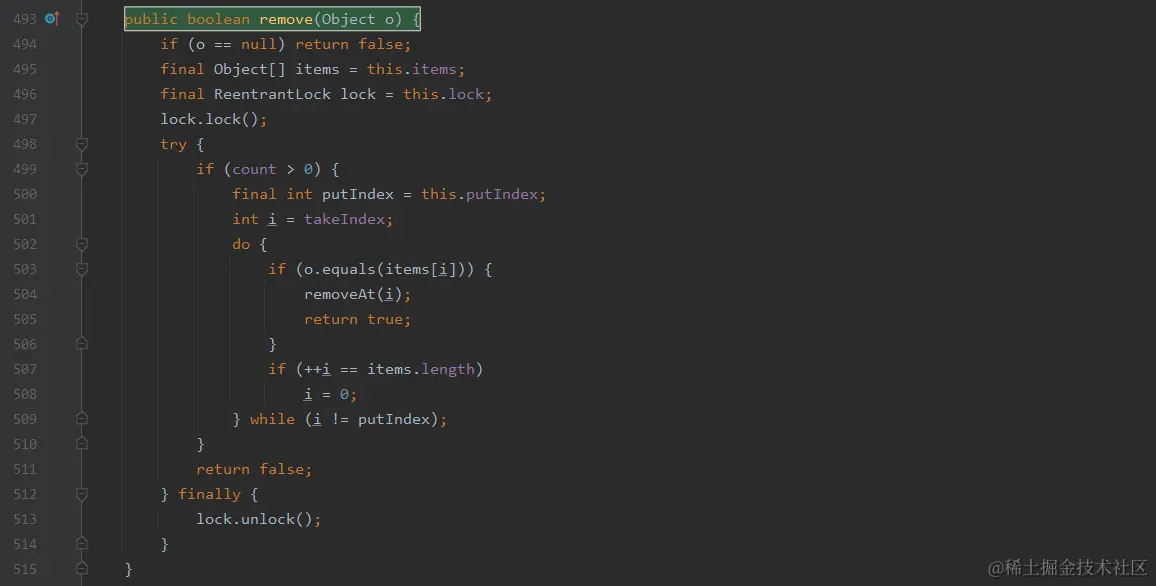 493 public boolean remove(Object o) {
494 if (o == null) return false;
495 final Object[] items = this.items;
496 final ReentrantLock lock = this.lock;
497 lock.lock();
498 try {
499 if (count > 0) {
500 final int putIndex = this.putIndex;
501 int i = takeIndex;
502 do {
503 if (o.equals(items[i])) {
504 removeAt(i);
505 return true;
506 }
507 if (++i == items.length)
508 i = 0;
509 } while (i != putIndex);
510 }
511 return false;
512 } finally {
513 lock.unlock();
514 }
515 }
@稀土掘金技术社区